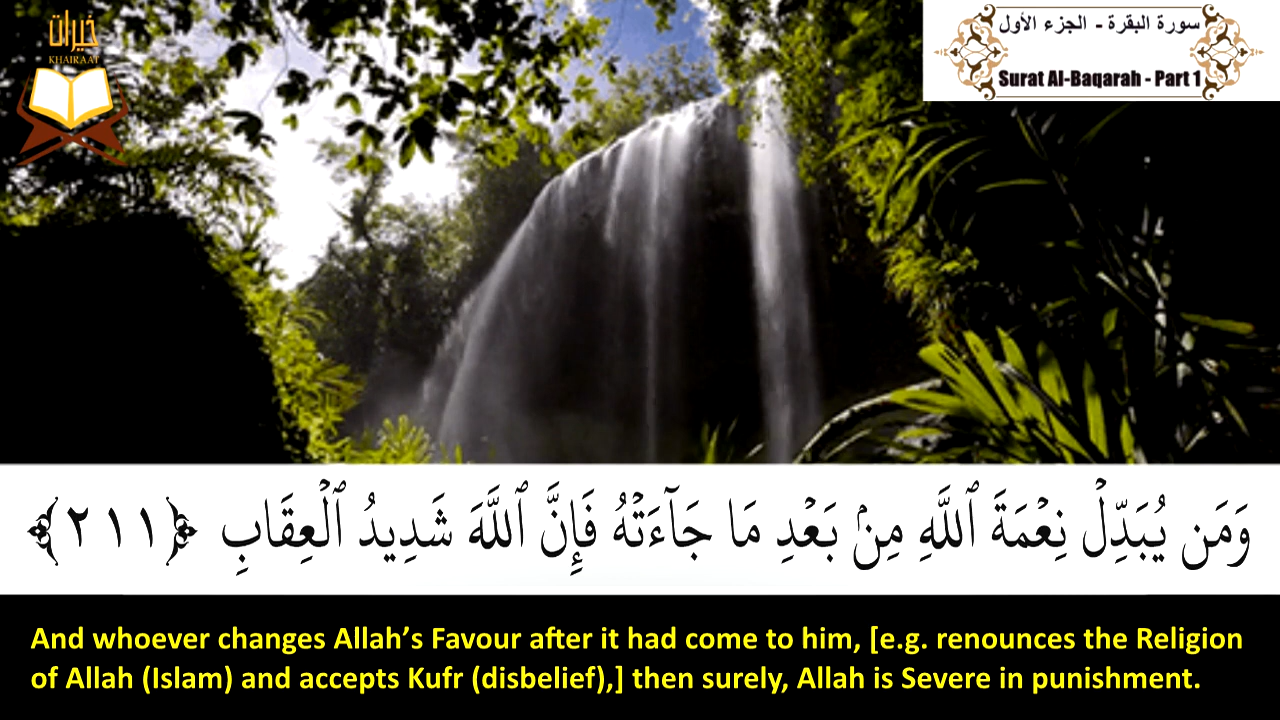 خيرات
KHAIRAAT
سورة البقرة - الجزء الأول
Surat Al-Baqarah - Part 1
وَمَن يُبَدِّلْ نِعْمَةَ ٱللَّهِ مِنۢ بَعْدِ مَا جَآءَتْهُ فَإِنَّ ٱللَّهَ شَدِيدُ ٱلْعِقَابِ ﴿٢١١﴾
And whoever changes Allah’s Favour after it had come to him, [e.g. renounces the Religion
of Allah (Islam) and accepts Kufr (disbelief),] then surely, Allah is Severe in punishment.